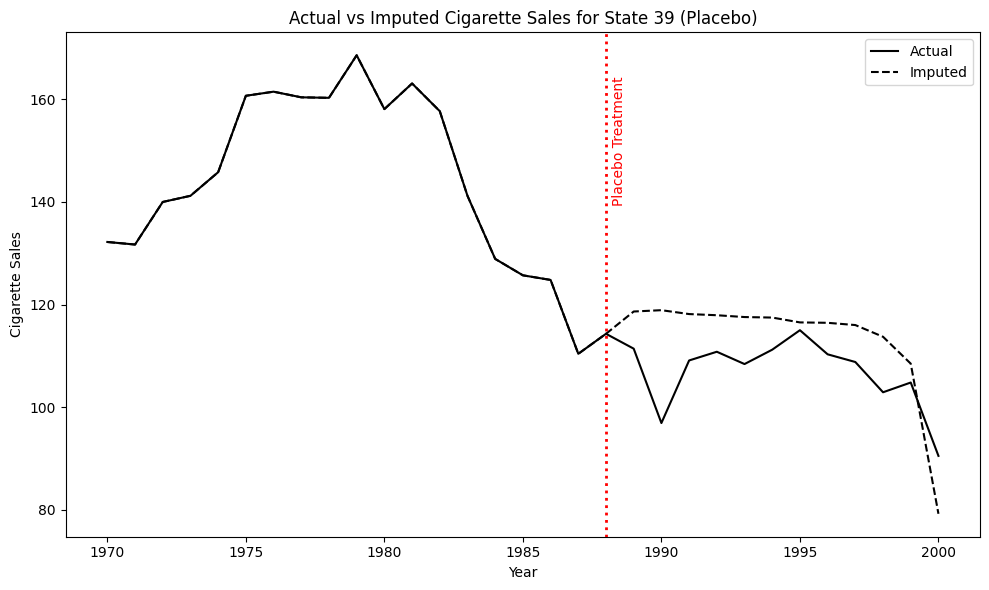 Actual vs Imputed Cigarette Sales for State 39 (Placebo)
Actual
Imputed
Placebo Treatment
Cigarette Sales
160
140
120
100
80
1970
1975
1980
1985
1990
1995
2000
Year